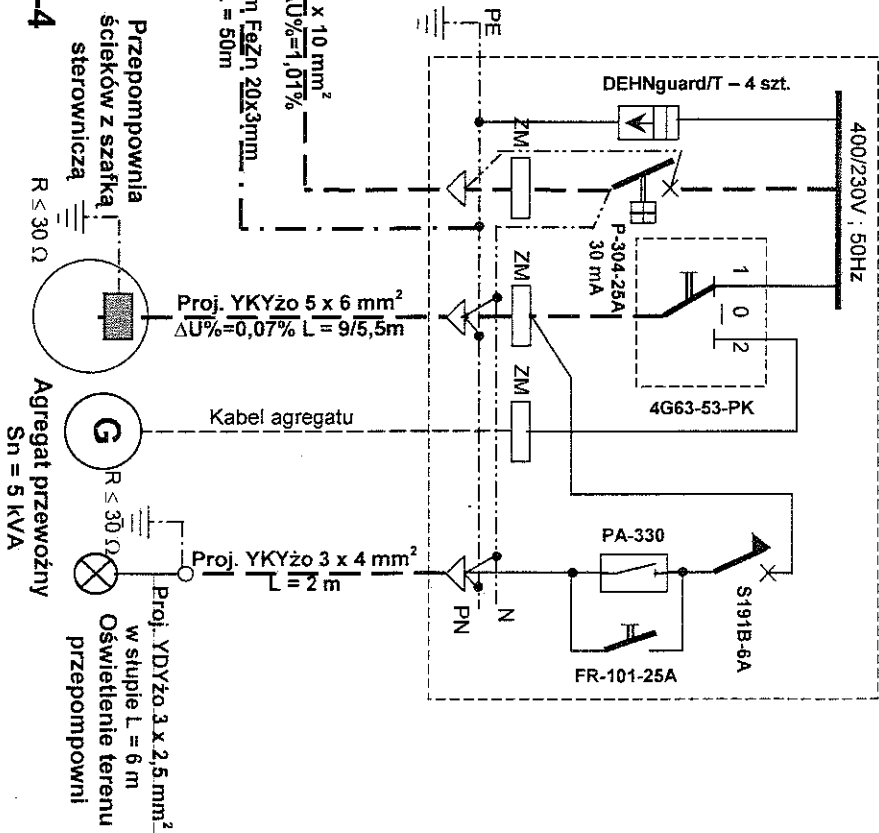 400/230V ; 50Hz
DEHNguard/T – 4 szt.
PE
ZM
P-304-25A
30 mA
1 0 2
4G63-53-PK
ZM
ZM
PA-330
S191B-6A
FR-101-25A
N
PN
x 10 mm²
ΔU%=1,01%
m FeZn 20x3mm
= 50m
Proj. YKYżo 5 x 6 mm²
ΔU%=0,07% L = 9/5,5m
Kabel agregatu
Proj. YKYżo 3 x 4 mm²
L = 2 m
Przepompownia
ścieków z szafką
sterowniczą
R ≤ 30 Ω
G
Agregat przewoźny
Sn = 5 kVA
R ≤ 30 Ω
Proj. YDYżo 3 x 2,5 mm²
w słupie L = 6 m
Oświetlenie terenu
przepompowni
-4